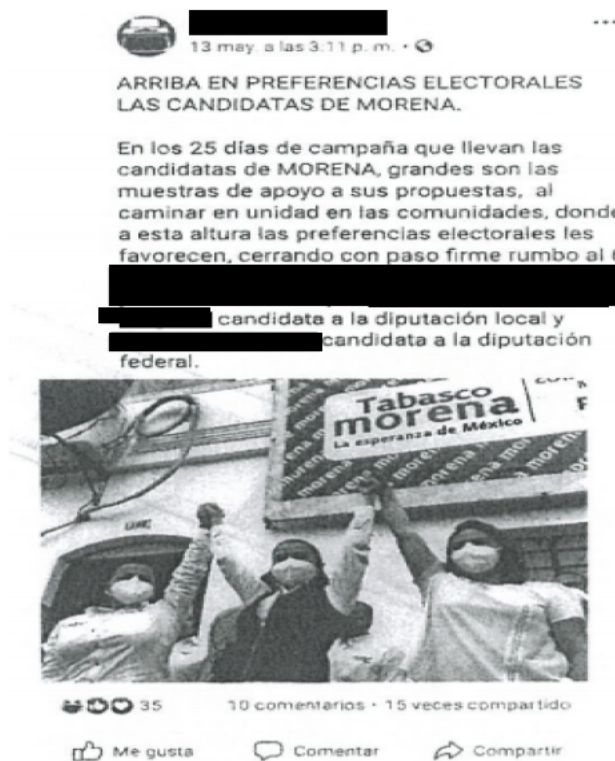 13 may. a las 3:11 p. m. •
ARRIBA EN PREFERENCIAS ELECTORALES
LAS CANDIDATAS DE MORENA.
En los 25 días de campaña que llevan las
candidatas de MORENA, grandes son las
muestras de apoyo a sus propuestas, al
caminar en unidad en las comunidades, donde
a esta altura las preferencias electorales les
favorecen, cerrando con paso firme rumbo al
candidata a la diputación local y
candidata a la diputación
federal.
Tabasco
morena
La esperanza de México
35
10 comentarios • 15 veces compartido
Me gusta
Comentar
Compartir